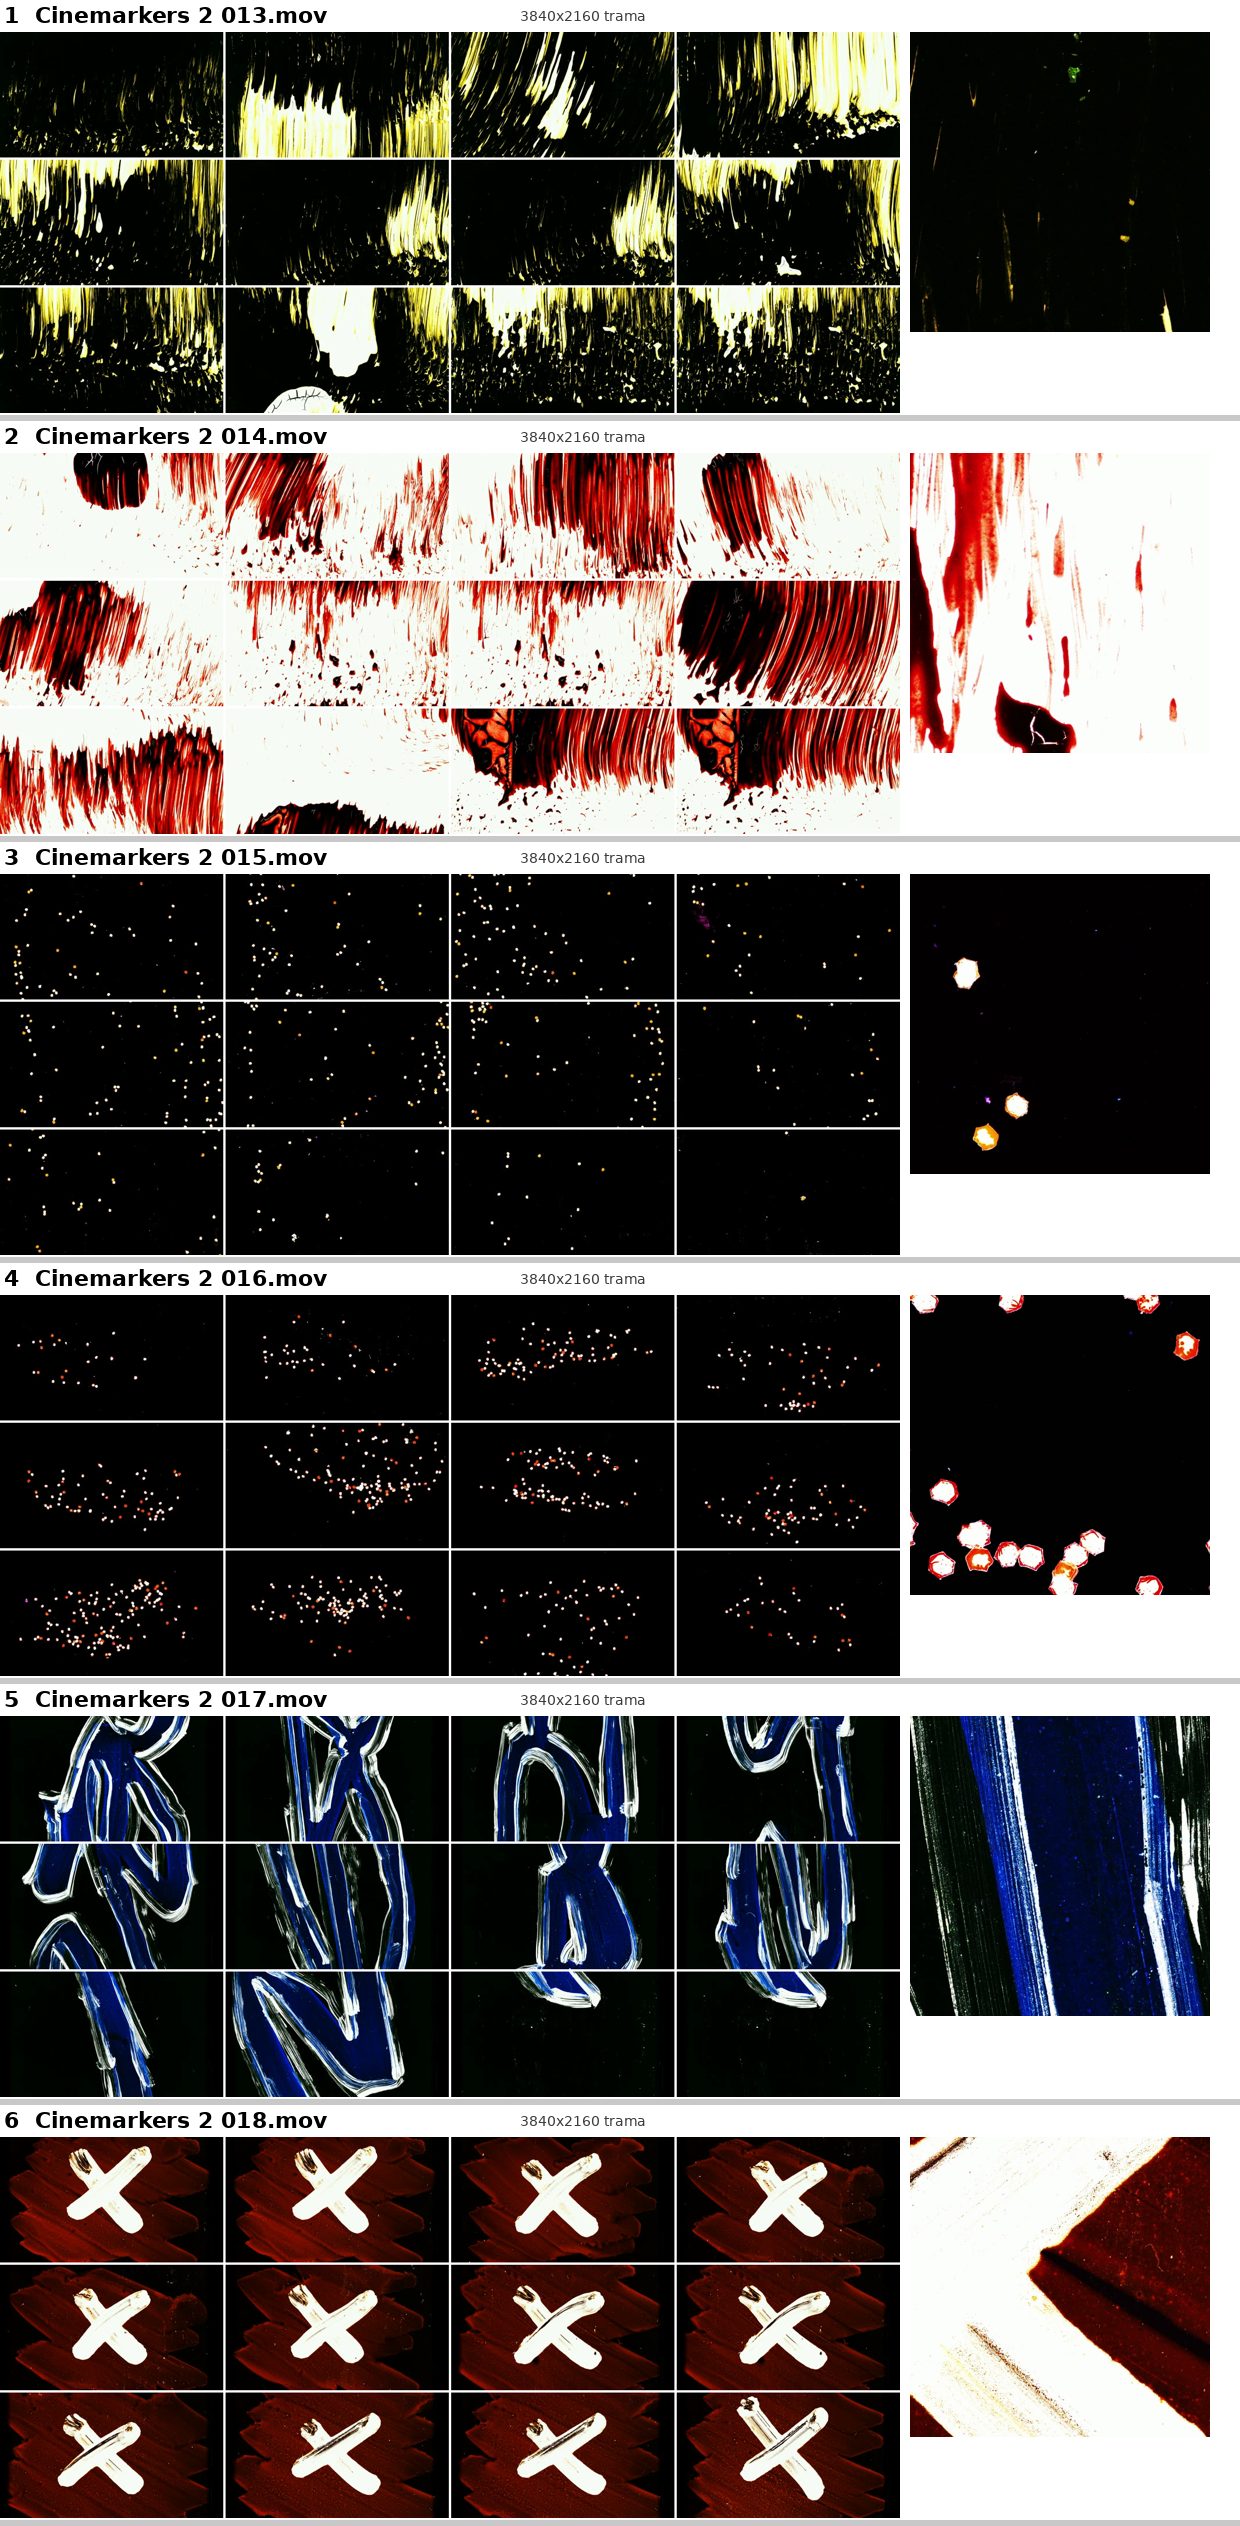 1 Cinemarkers 2 013.mov 3840x2160 trama
2 Cinemarkers 2 014.mov 3840x2160 trama
3 Cinemarkers 2 015.mov 3840x2160 trama
4 Cinemarkers 2 016.mov 3840x2160 trama
5 Cinemarkers 2 017.mov 3840x2160 trama
6 Cinemarkers 2 018.mov 3840x2160 trama